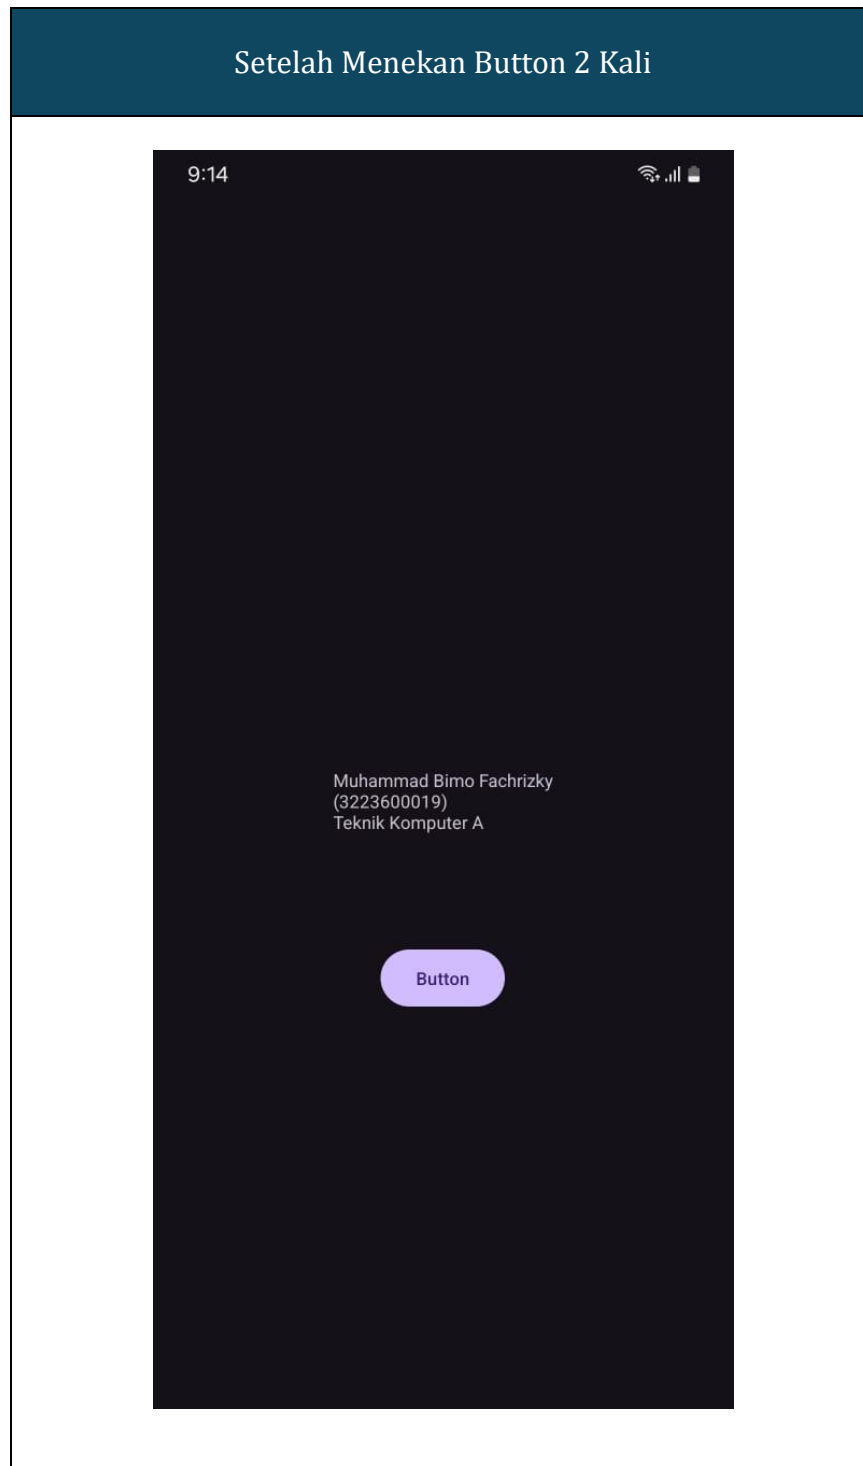 Setelah Menekan Button 2 Kali
9:14
Muhammad Bimo Fachrizky
(3223600019)
Teknik Komputer A
Button